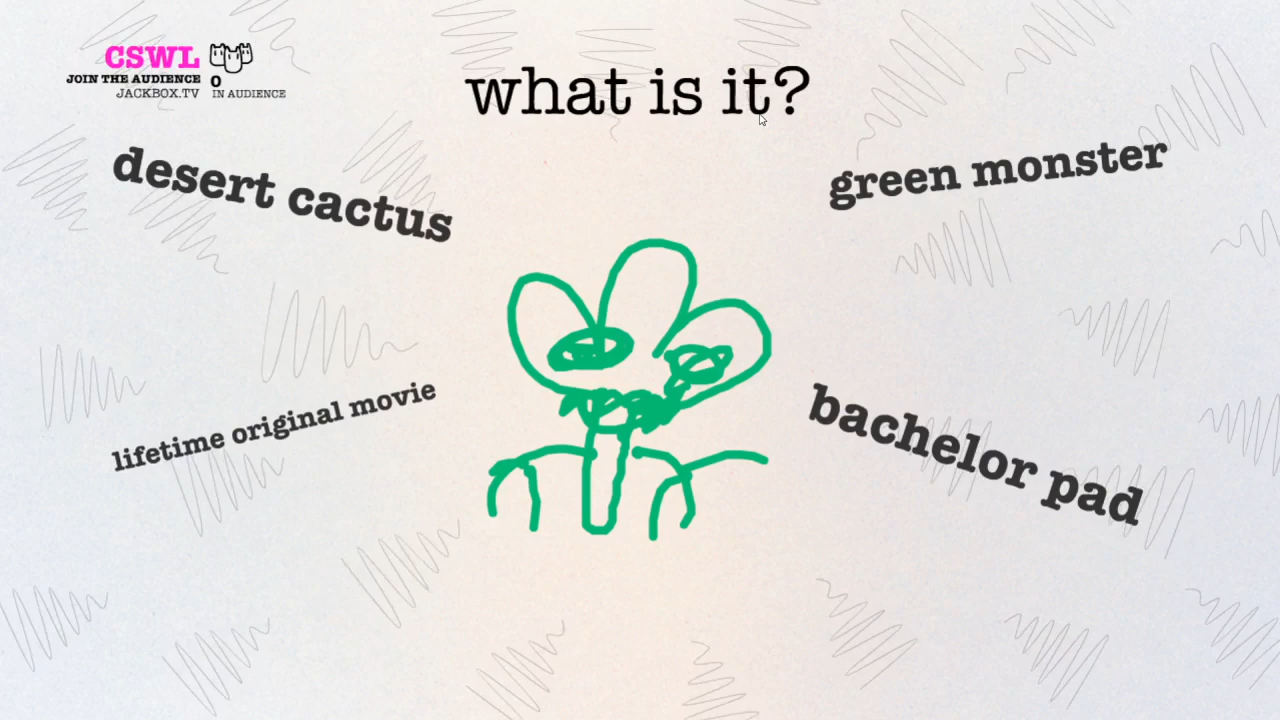 CSWL
JOIN THE AUDIENCE
JACKBOX.TV
0
IN AUDIENCE
what is it?
desert cactus
green monster
lifetime original movie
bachelor pad